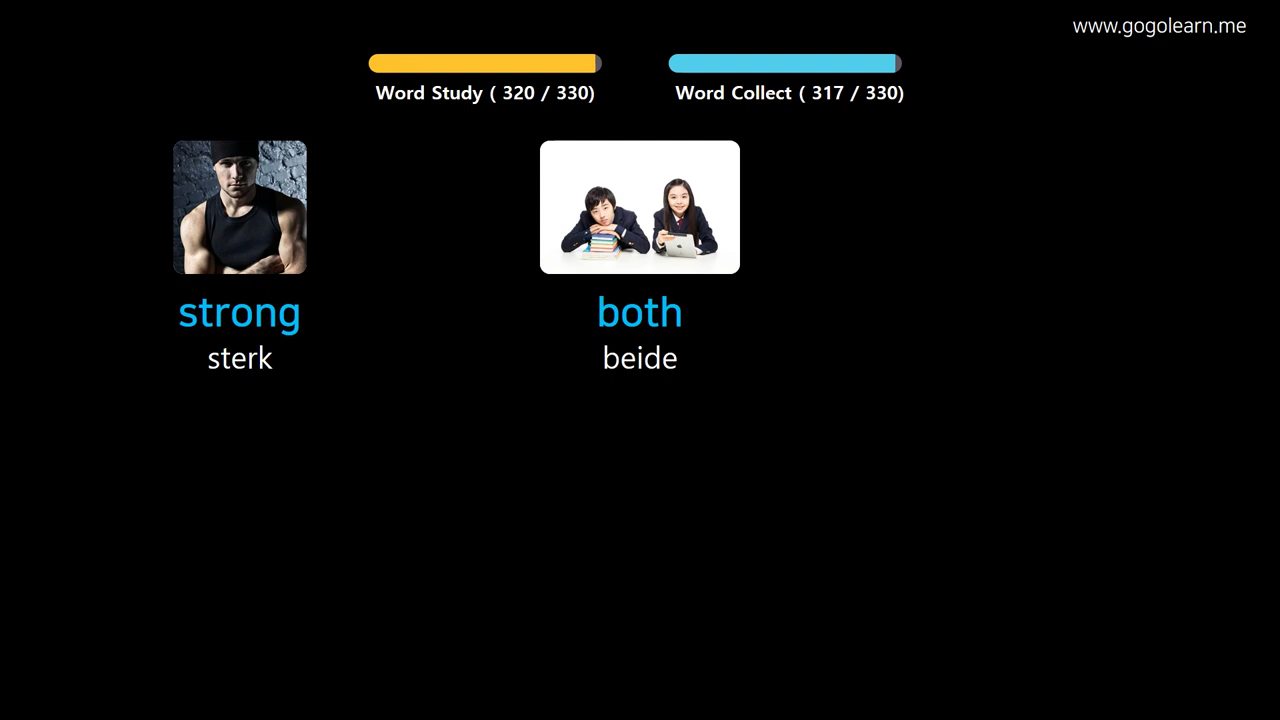 www.gogolearn.me
Word Study ( 320 / 330)
Word Collect ( 317 / 330)
strong
sterk
both
beide